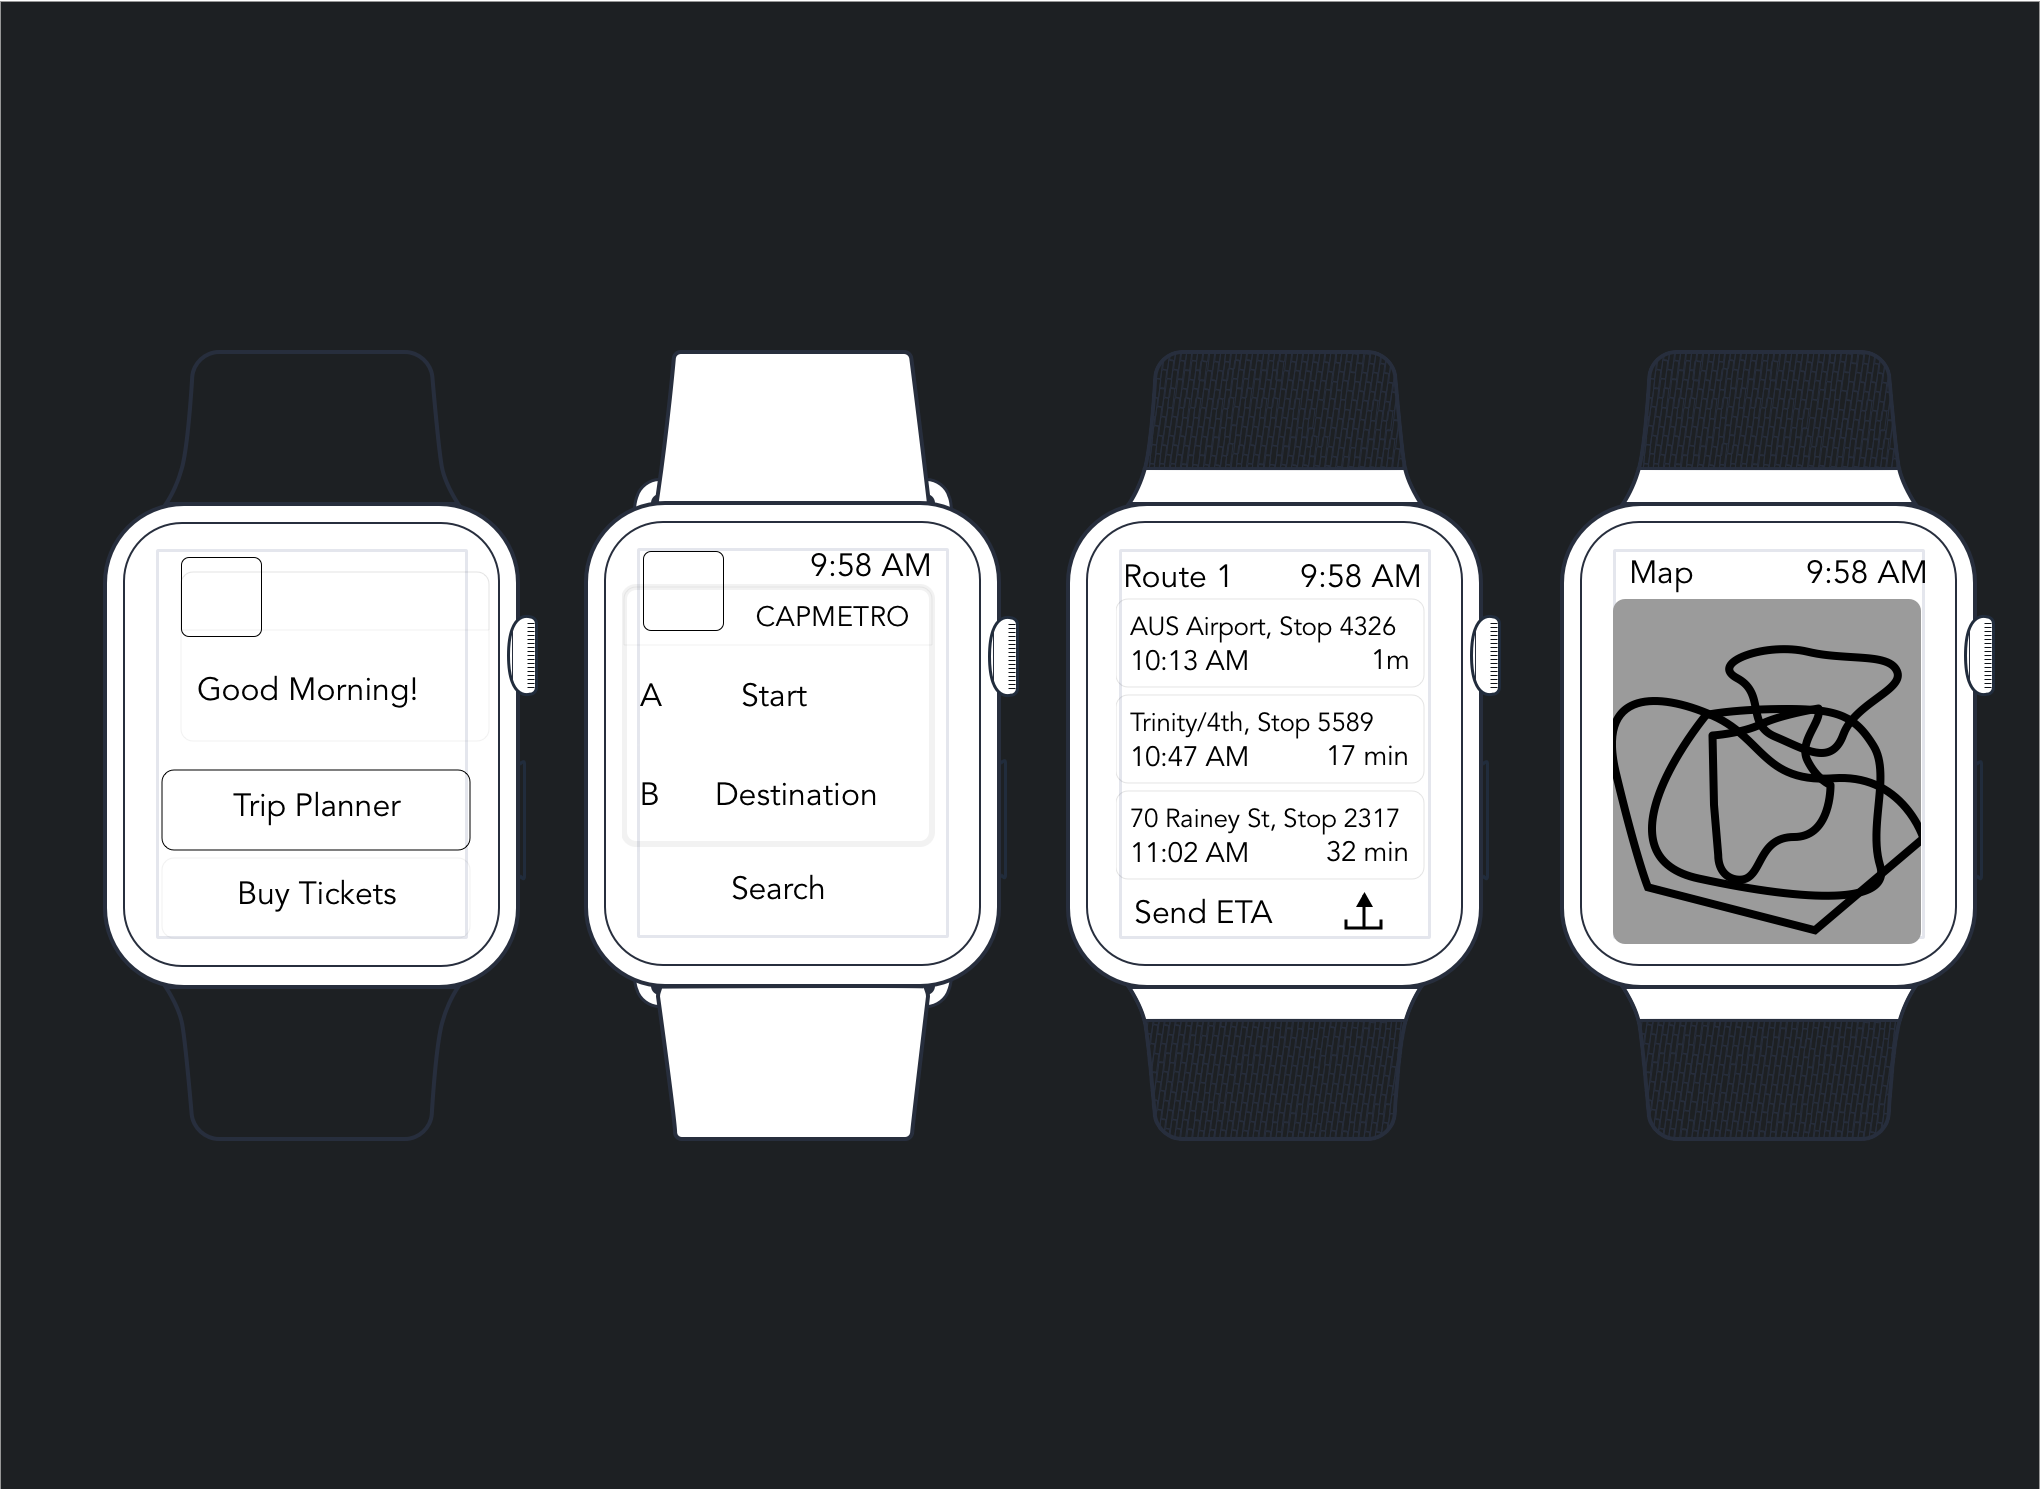 Good Morning!
Trip Planner
Buy Tickets
9:58 AM
CAPMETRO
A Start
B Destination
Search
Route 1 9:58 AM
AUS Airport, Stop 4326
10:13 AM 1m
Trinity/4th, Stop 5589
10:47 AM 17 min
70 Rainey St, Stop 2317
11:02 AM 32 min
Send ETA
Map 9:58 AM